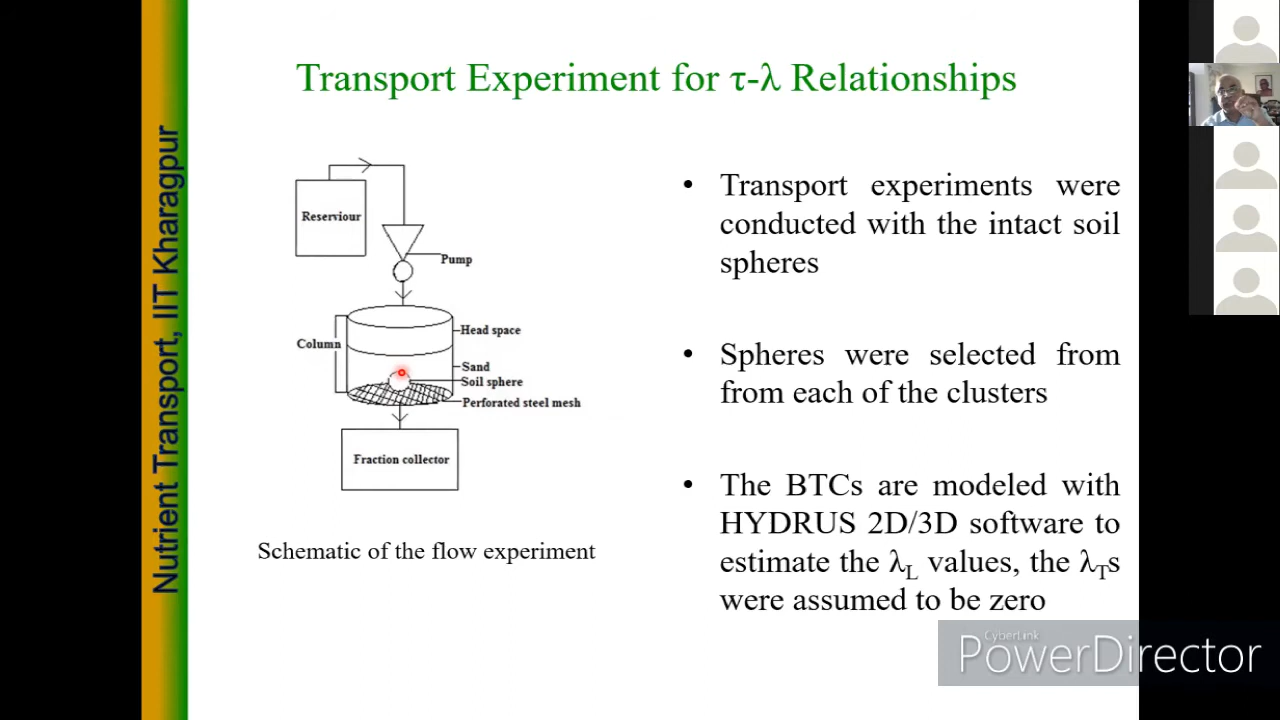 Transport Experiment for τ-λ Relationships
Nutrient Transport, IIT Kharagpur
Reserviour
Pump
Column
Head space
Sand
Soil sphere
Perforated steel mesh
Fraction collector
Schematic of the flow experiment
• Transport experiments were
conducted with the intact soil
spheres
• Spheres were selected from
from each of the clusters
• The BTCs are modeled with
HYDRUS 2D/3D software to
estimate the λL values, the λTs
were assumed to be zero
CyberLink
PowerDirector